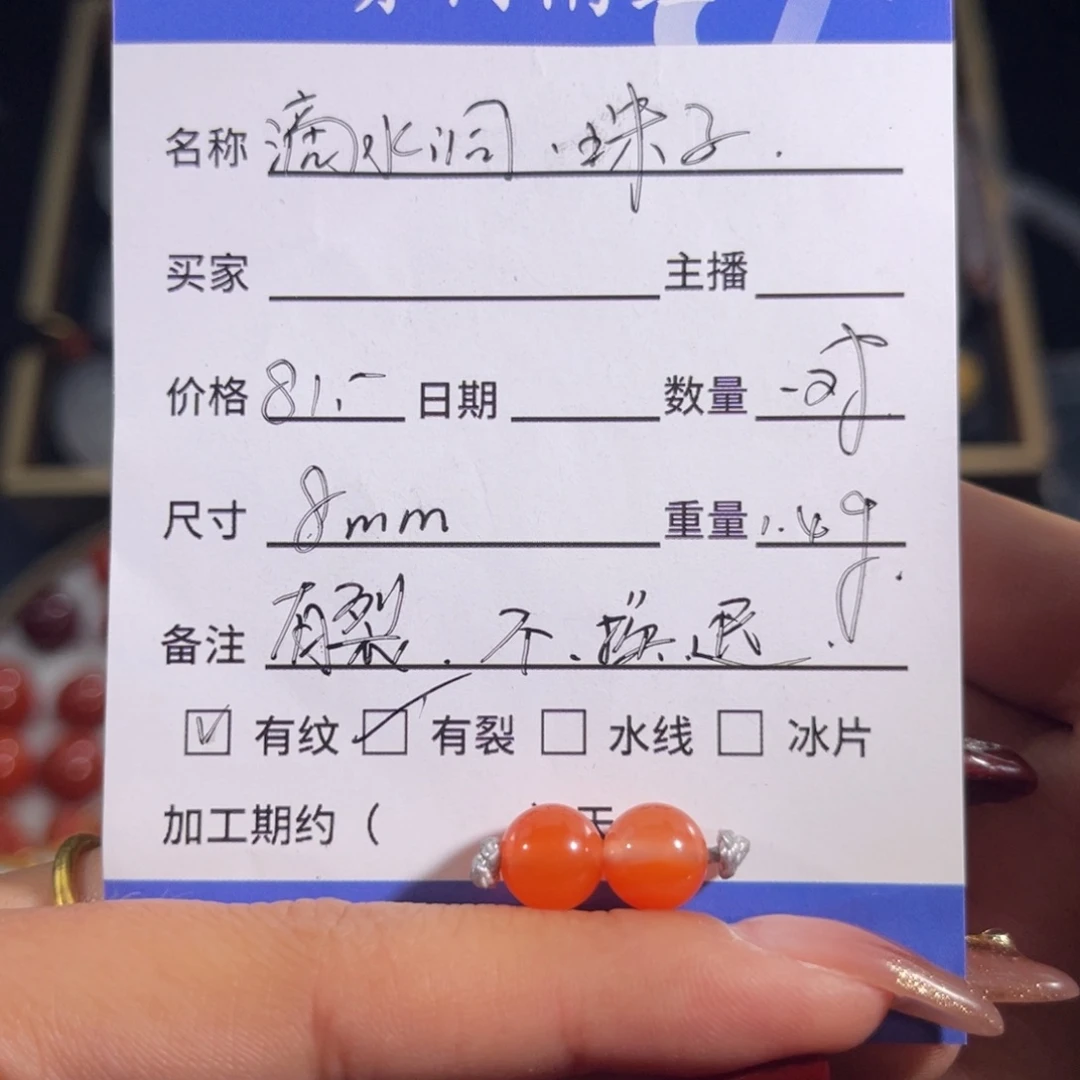 名称 滴水洞 珠子.
买家 主播
价格 81.- 日期 数量 一对
尺寸 8mm 重量 1.4g.
备注 有裂.不.换.退.
☑ 有纹 ☑ 有裂 □ 水线 □ 冰片
加工期约（ 天